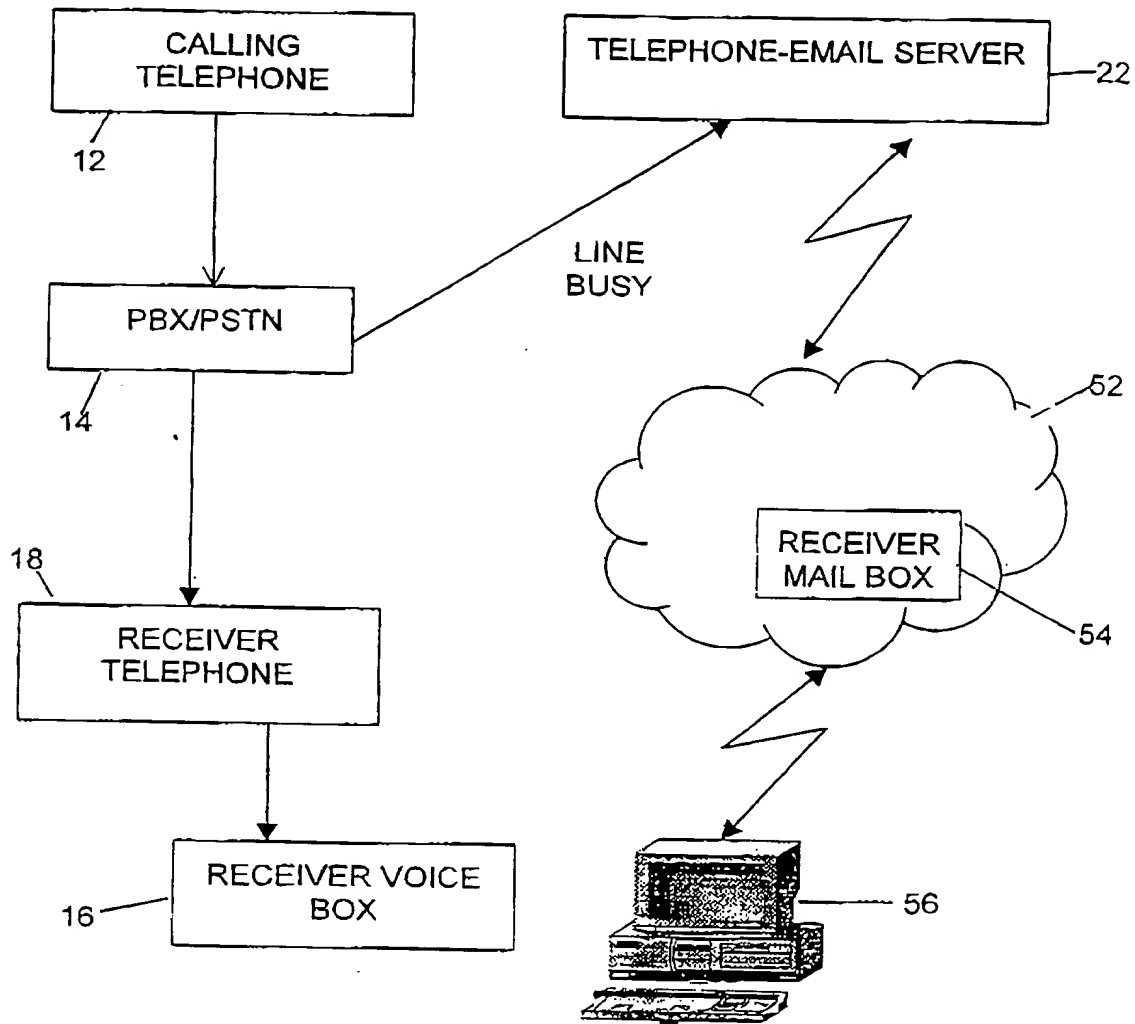 CALLING
TELEPHONE
12
TELEPHONE-EMAIL SERVER
22
LINE
BUSY
PBX/PSTN
14
52
RECEIVER
MAIL BOX
54
18
RECEIVER
TELEPHONE
RECEIVER VOICE
BOX
16
56